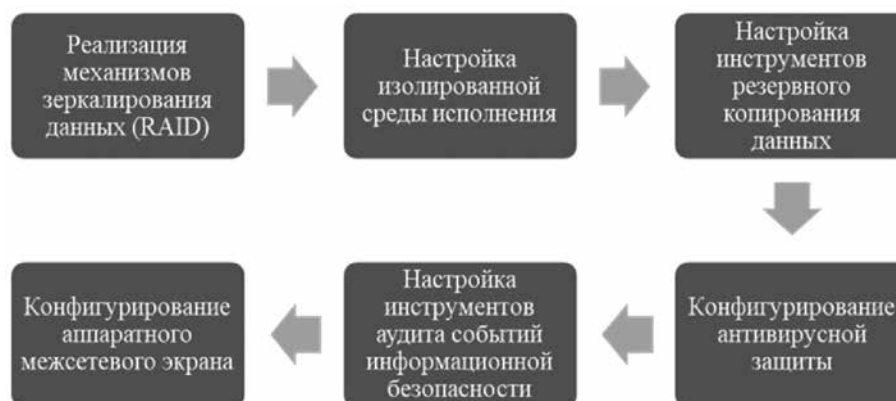 Реализация
механизмов
зеркалирования
данных (RAID)
Настройка
изолированной
среды исполнения
Настройка
инструментов
резервного
копирования
данных
Конфигурирование
антивирусной
защиты
Настройка
инструментов
аудита событий
информационной
безопасности
Конфигурирование
аппаратного
межсетевого экрана